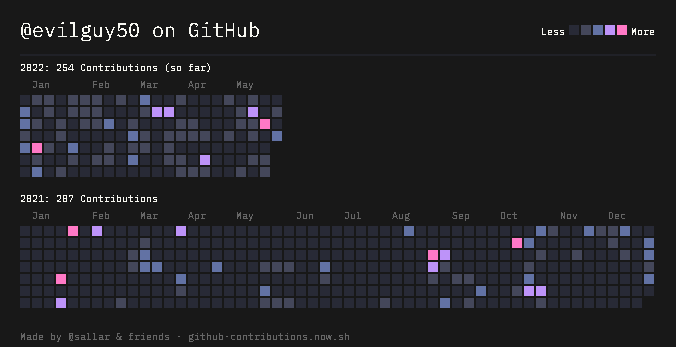 @evilguy50 on GitHub
Less More
2022: 254 Contributions (so far)
Jan Feb Mar Apr May
2021: 287 Contributions
Jan Feb Mar Apr May Jun Jul Aug Sep Oct Nov Dec
Made by @sallar & friends · github-contributions.now.sh